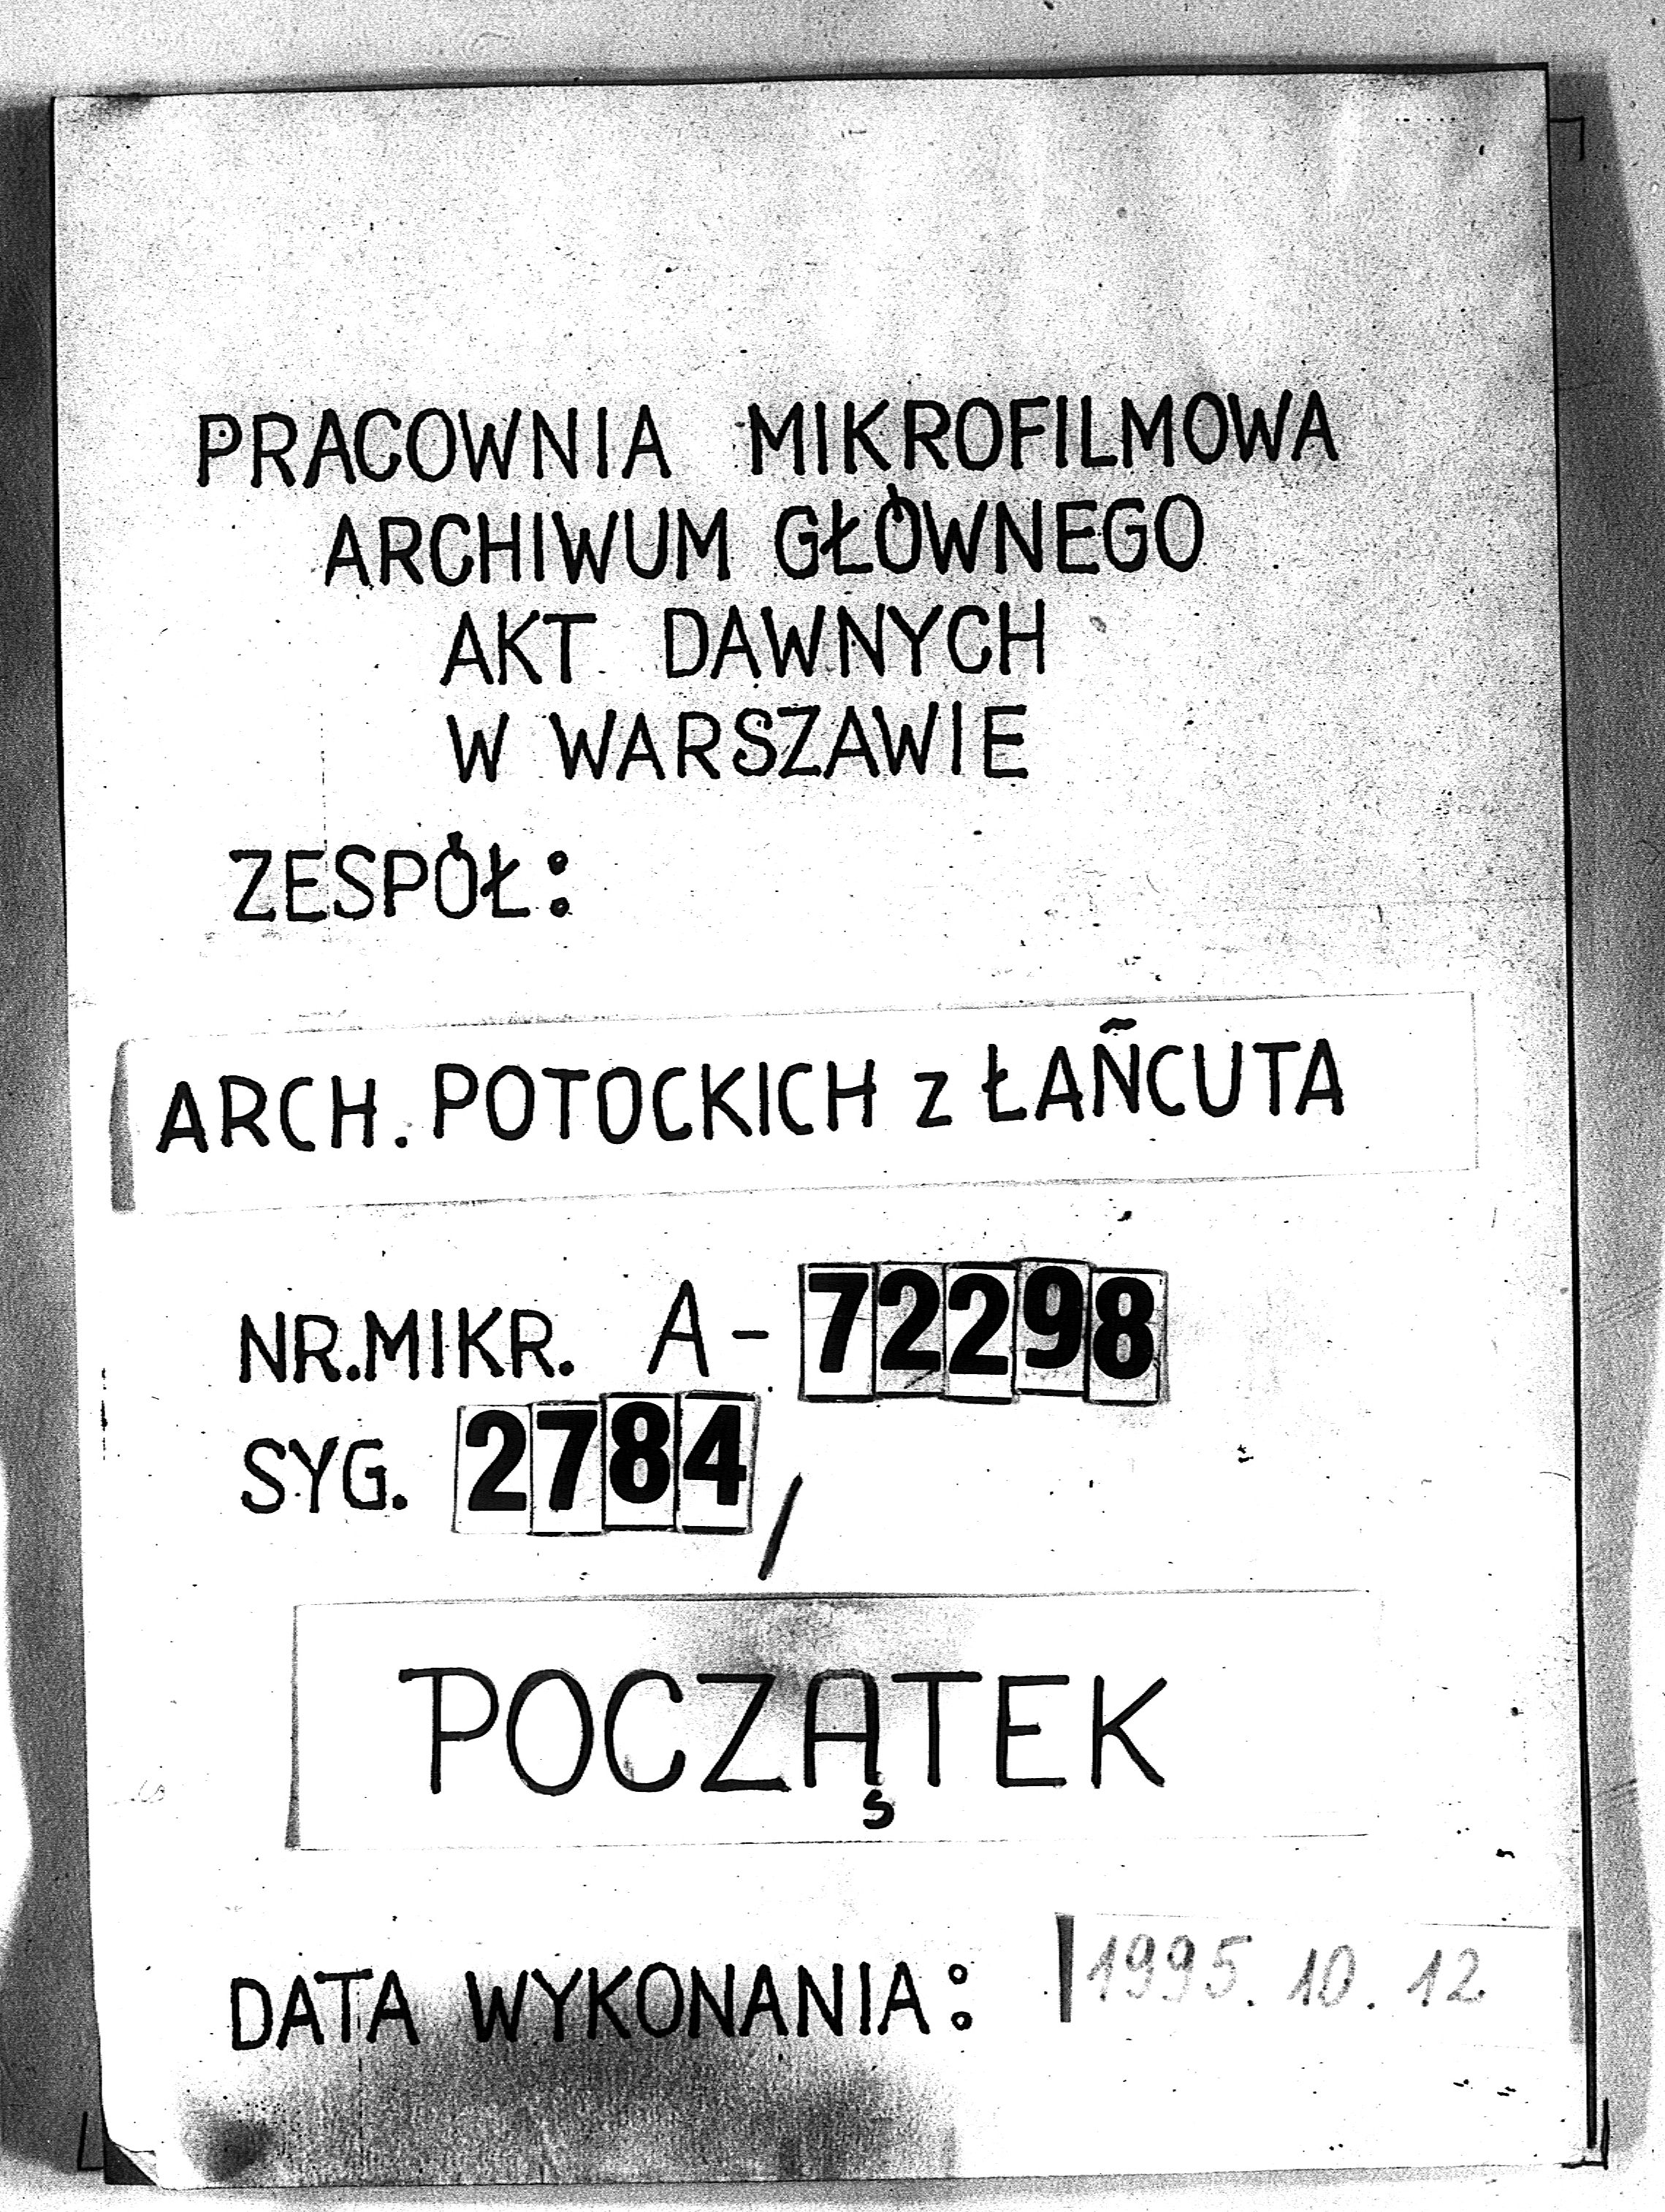 PRACOWNIA MIKROFILMOWA
ARCHIWUM GŁÓWNEGO
AKT DAWNYCH
W WARSZAWIE
ZESPÓŁ:
ARCH. POTOCKICH z ŁAŃCUTA
NR.MIKR. A-72298
SYG. 2784/
POCZĄTEK
DATA WYKONANIA: 1995.10.12